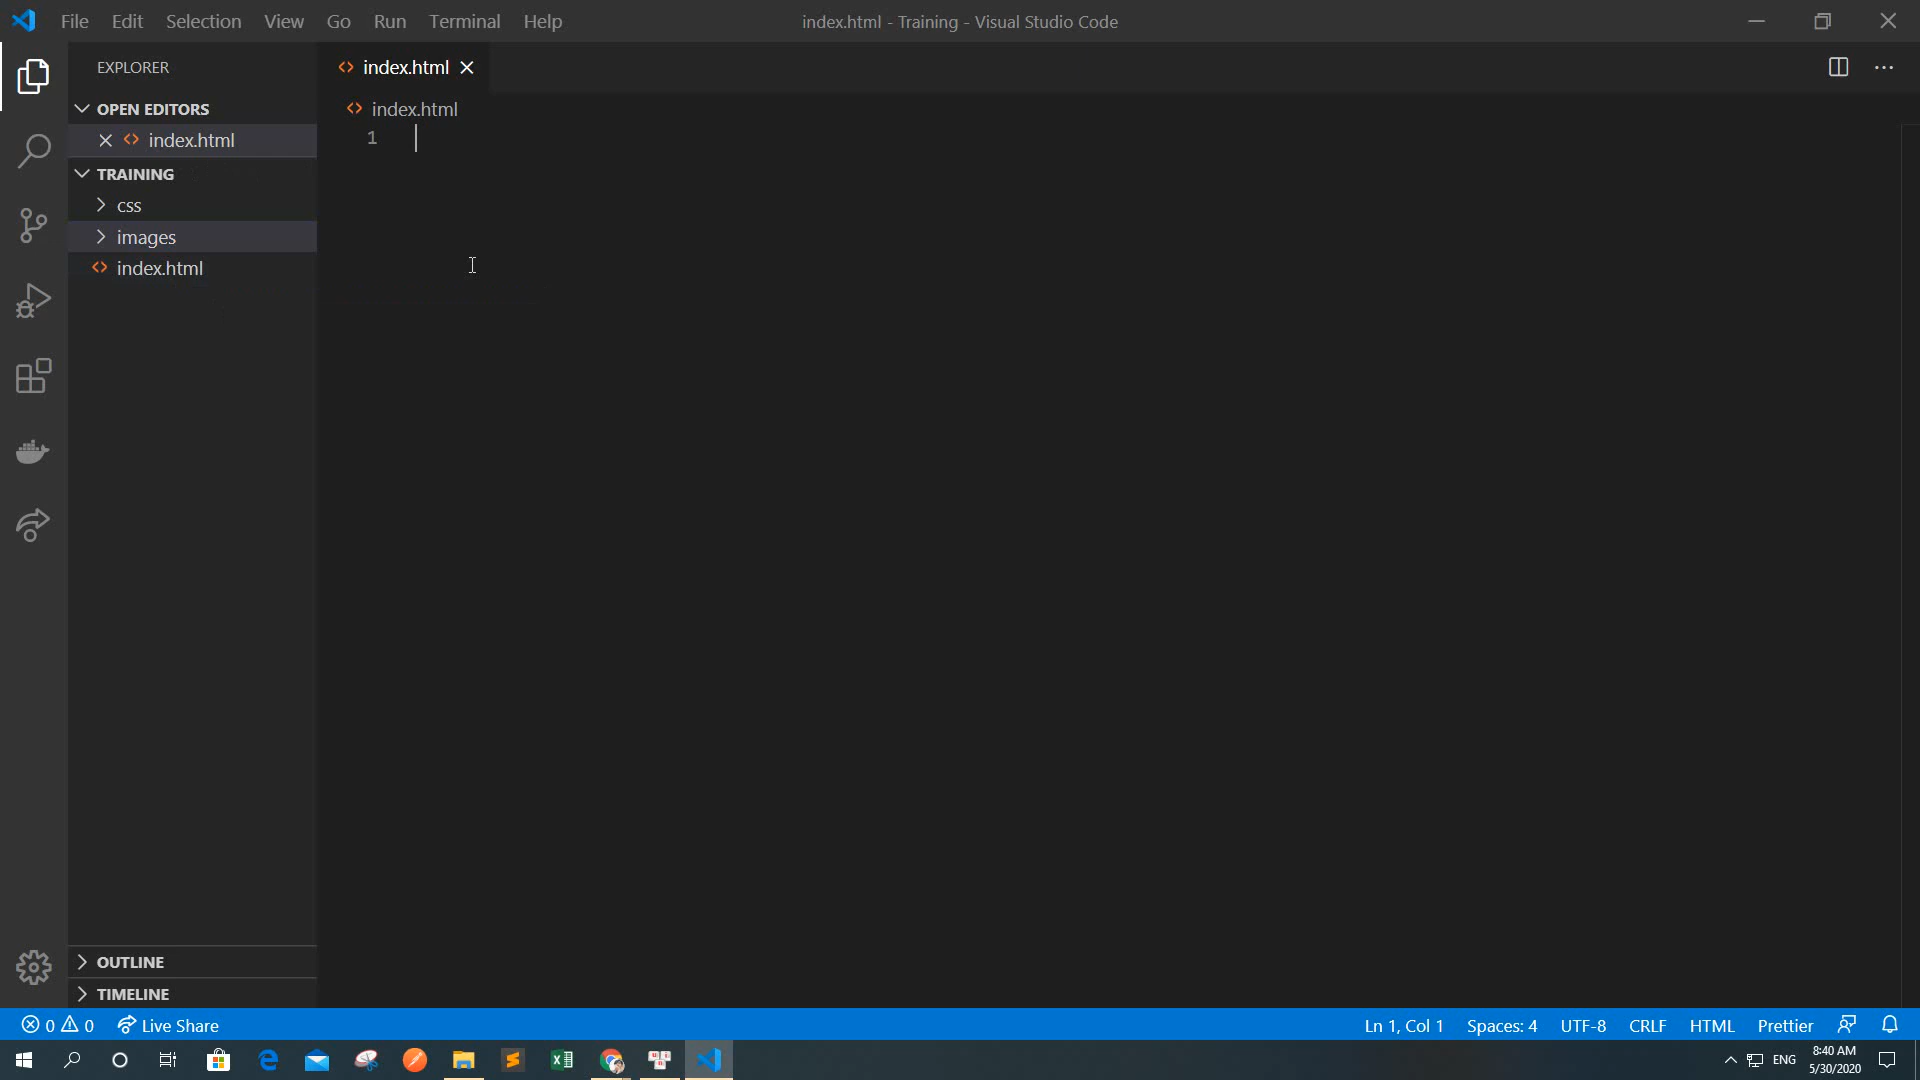 File Edit Selection View Go Run Terminal Help
index.html - Training - Visual Studio Code
EXPLORER
OPEN EDITORS
index.html
TRAINING
css
images
index.html
OUTLINE
TIMELINE
index.html
index.html
1
0 0 Live Share
Ln 1, Col 1 Spaces: 4 UTF-8 CRLF HTML Prettier
ENG
8:40 AM
5/30/2020